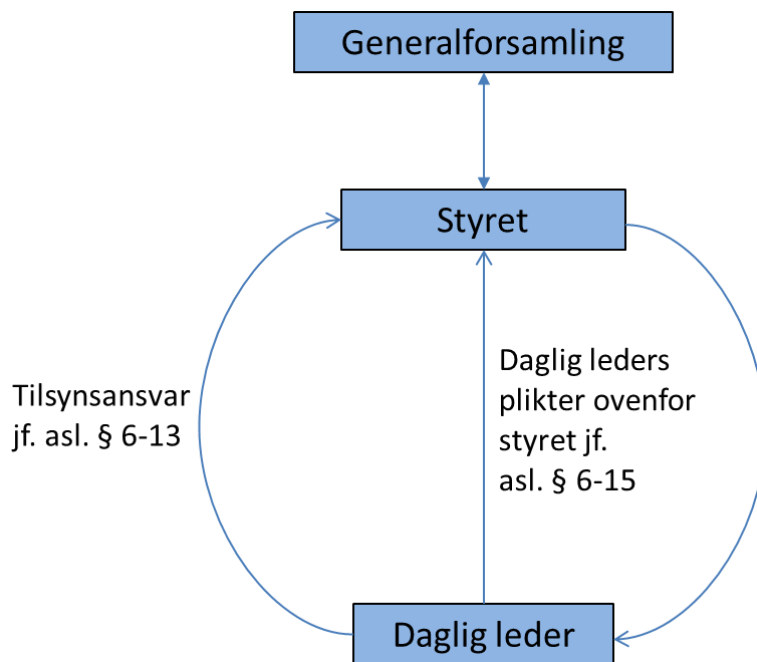 Generalforsamling
Styret
Tilsynsansvar
jf. asl. § 6-13
Daglig leders
plikter ovenfor
styret jf.
asl. § 6-15
Daglig leder